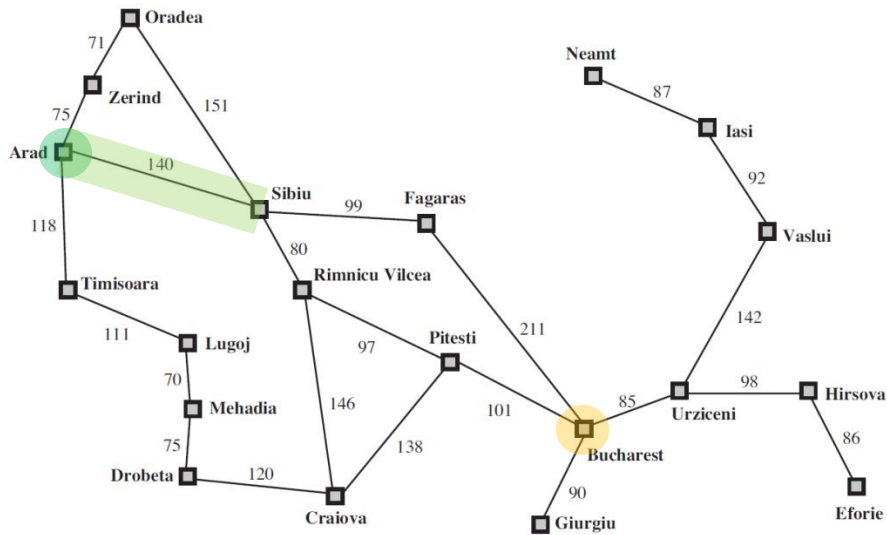 Oradea
71
Neamt
87
Zerind
151
75
Iasi
Arad
140
92
Sibiu
Fagaras
99
118
Vaslui
80
Timisoara
Rimnicu Vilcea
111
142
211
Lugoj
Pitesti
97
70
98
Hirsova
146
85
Mehadia
101
Urziceni
138
86
75
Bucharest
120
Drobeta
90
Craiova
Giurgiu
Eforie